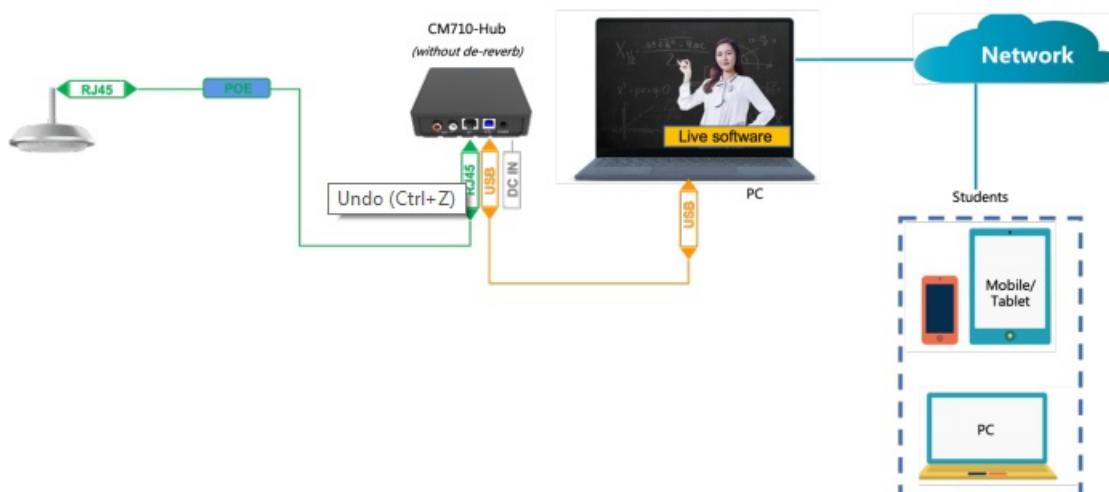 CM710-Hub
(without de-reverb)
RJ45
POE
Live software
Network
RJ45
USB
DC IN
Undo (Ctrl+Z)
PC
USB
Students
Mobile/
Tablet
PC